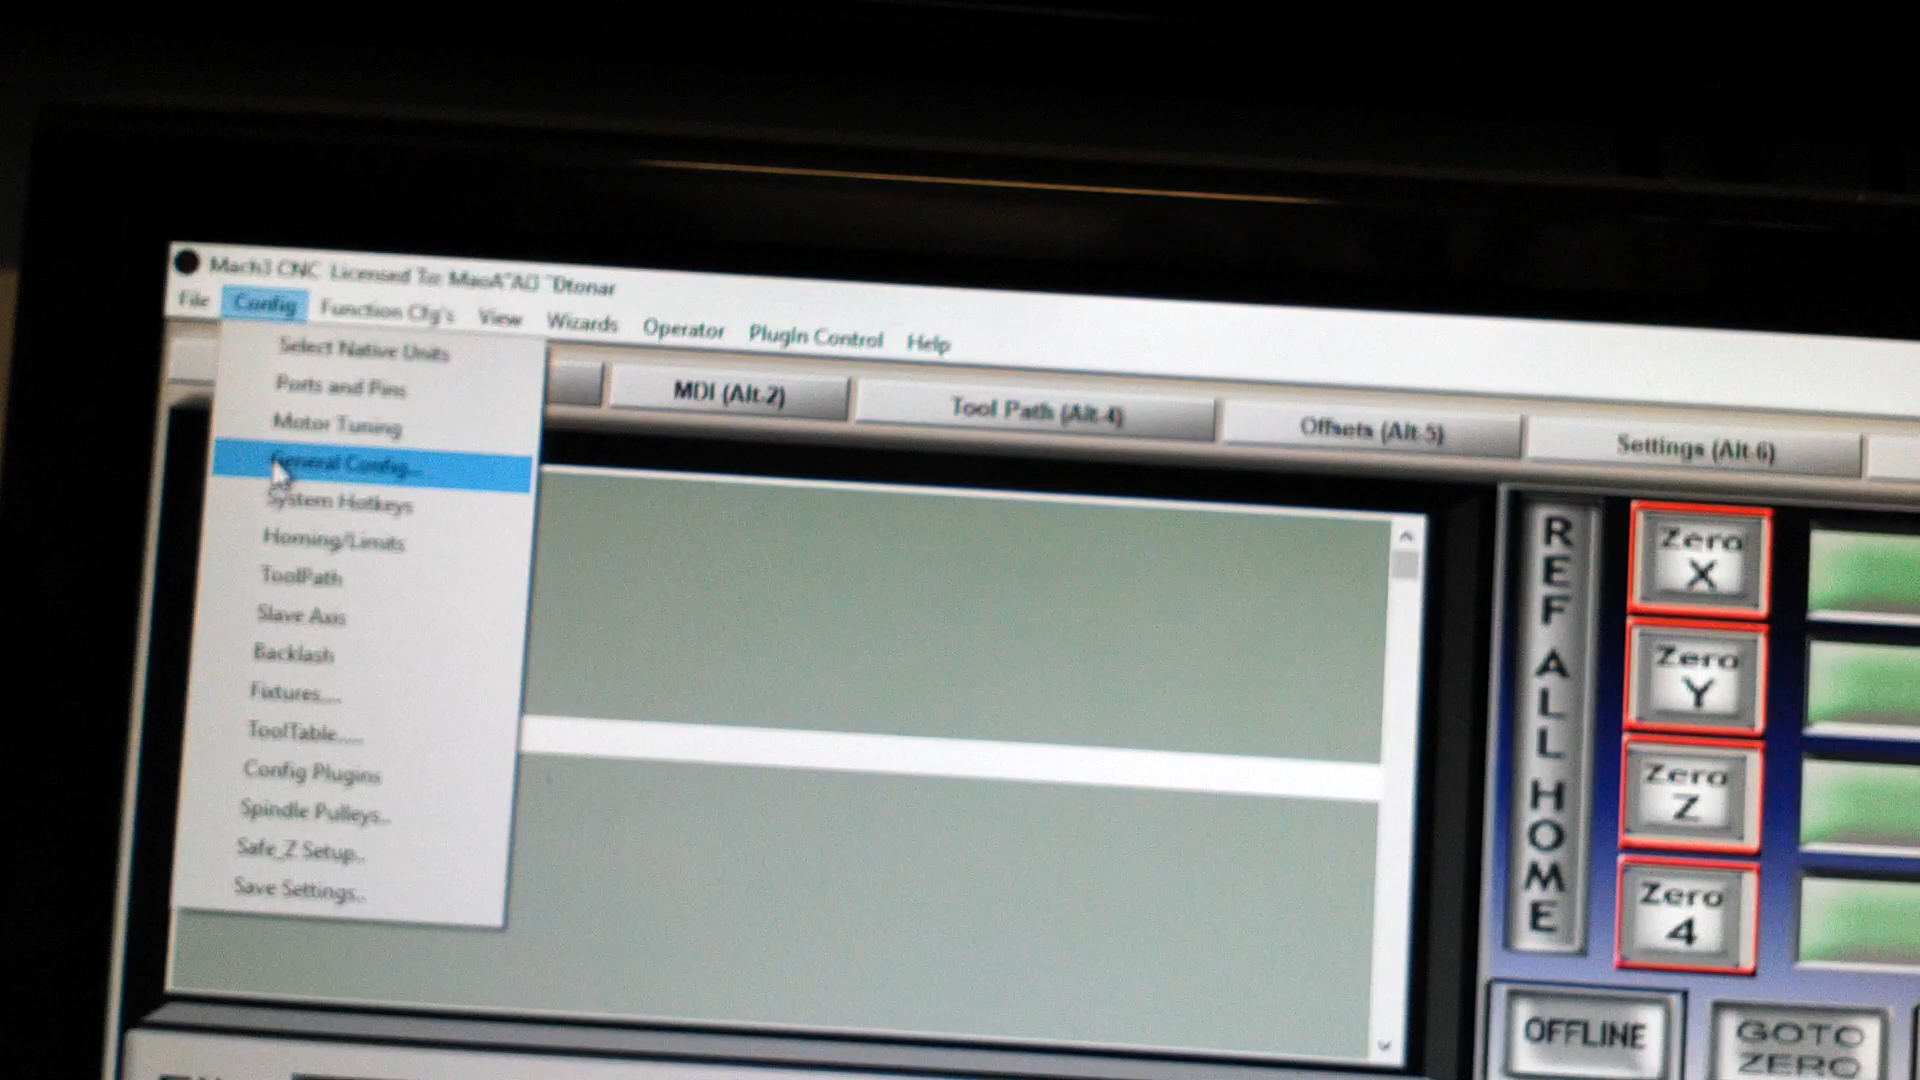 Mach3 CNC Licensed To:
File Config Function Cfg's View Wizards Operator PlugIn Control Help
Select Native Units
Ports and Pins
Motor Tuning
General Config...
System Hotkeys
Homing/Limits
ToolPath
Slave Axis
Backlash
Fixtures.....
ToolTable.....
Config Plugins
Spindle Pulleys..
Safe_Z Setup..
Save Settings..
MDI (Alt-2)
Tool Path (Alt-4)
Offsets (Alt-5)
Settings (Alt-6)
REF ALL HOME
Zero
X
Zero
Y
Zero
Z
Zero
4
OFFLINE
GOTO
ZERO